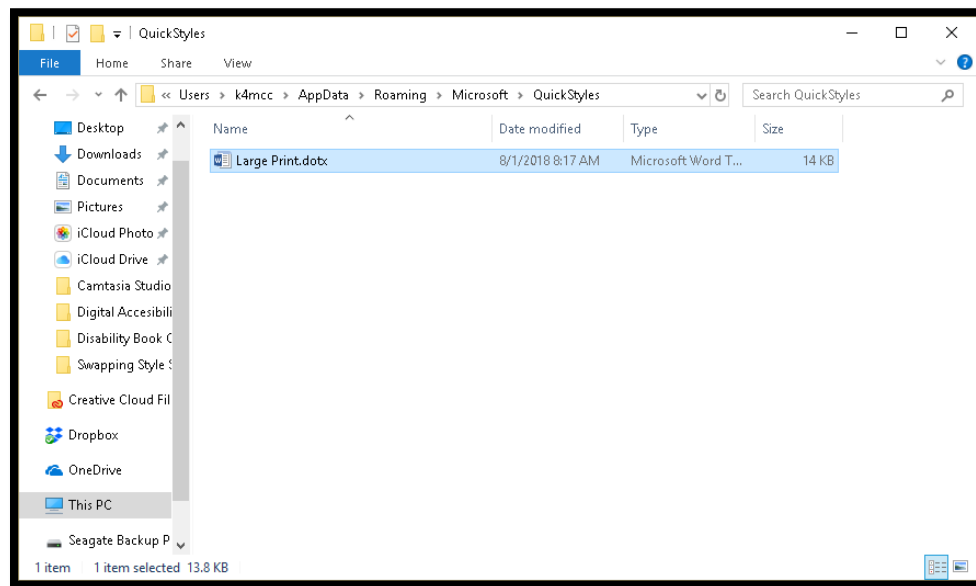 QuickStyles
File Home Share View
« Users > k4mcc > AppData > Roaming > Microsoft > QuickStyles
Search QuickStyles
Name Date modified Type Size
Large Print.dotx 8/1/2018 8:17 AM Microsoft Word T... 14 KB
Desktop
Downloads
Documents
Pictures
iCloud Photo
iCloud Drive
Camtasia Studio
Digital Accesibili
Disability Book C
Swapping Style S
Creative Cloud Fil
Dropbox
OneDrive
This PC
Seagate Backup P
1 item 1 item selected 13.8 KB